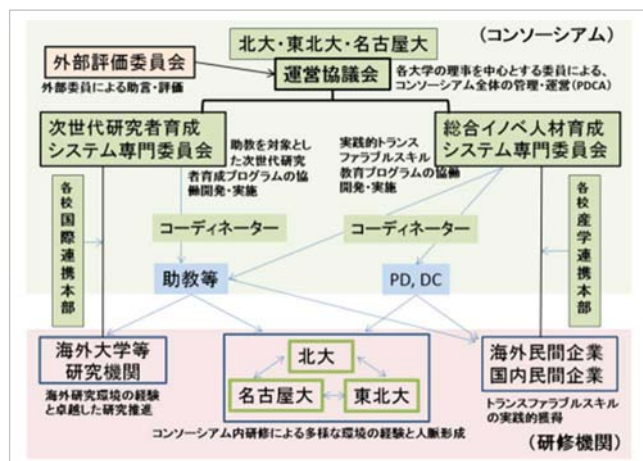 (コンソーシアム)
北大・東北大・名古屋大
外部評価委員会
運営協議会
外部委員による助言・評価
各大学の理事を中心とする委員による、
コンソーシアム全体の管理・運営(PDCA)
次世代研究者育成
システム専門委員会
助教を対象とし
た次世代研究
者育成プログラムの協
働開発・実施
実践的トランス
ファラブルスキル
教育プログラムの協働
開発・実施
総合イノベ人材育成
システム専門委員会
各校国際連携本部
コーディネーター
コーディネーター
各校産学連携本部
助教等
PD, DC
海外大学等
研究機関
海外研究環境の経験
と卓越した研究推進
北大
名古屋大
東北大
コンソーシアム内研修による多様な環境の経験と人脈形成
海外民間企業
国内民間企業
トランスファラブルスキル
の実践的獲得
(研修機関)